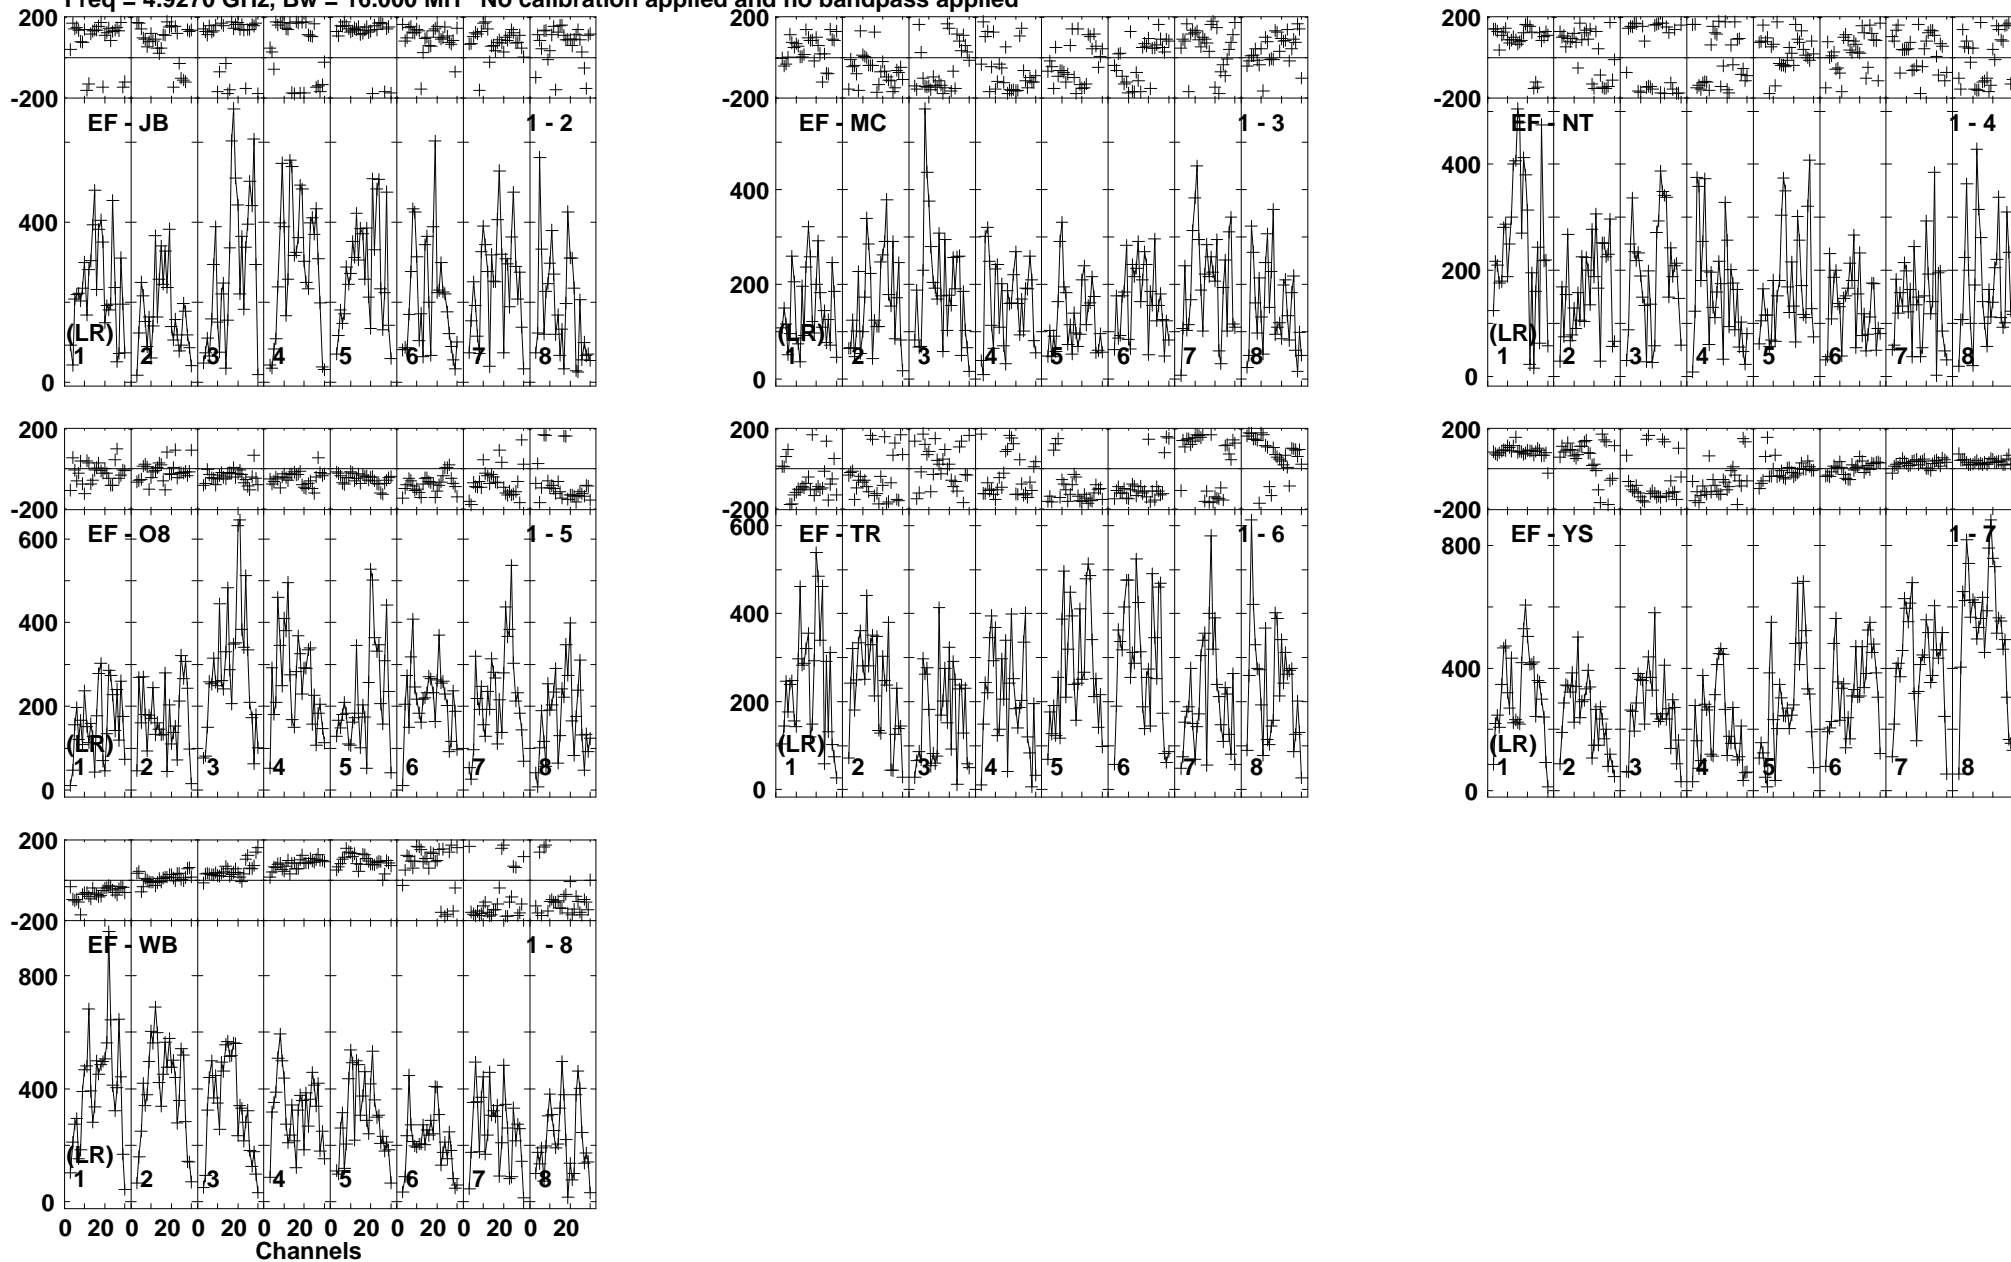 Freq = 4.9270 GHz, Bw = 16.000 MH No calibration applied and no bandpass applied
200 200 200
-200 -200 -200
EF - JB 1 - 2 EF - MC 1 - 3 EF - NT 1 - 4
400 400 400
200 200
(LR) (LR) (LR)
1 2 3 4 5 6 7 8 1 2 3 4 5 6 7 8 1 2 3 4 5 6 7 8
0 0 0
200 200 200
-200 -200 -200
EF - O8 1 - 5 EF - TR 1 - 6 EF - YS 1 - 7
600 600 800
400 400 400
200 200
(LR) (LR) (LR)
1 2 3 4 5 6 7 8 1 2 3 4 5 6 7 8 1 2 3 4 5 6 7 8
0 0 0
200
-200
EF - WB 1 - 8
800
400
(LR)
1 2 3 4 5 6 7 8
0
0 20 0 20 0 20 0 20 0 20 0 20 0 20 0 20
Channels